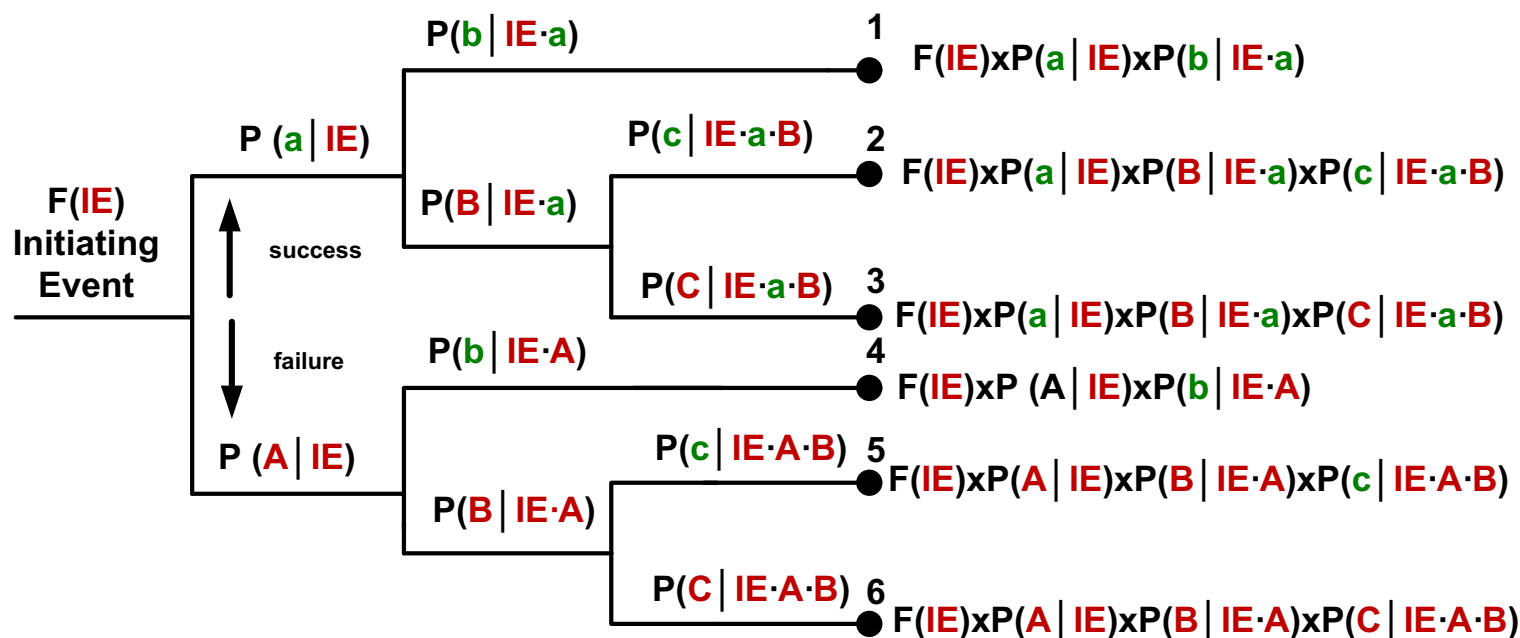 P(b|IE·a)
1
F(IE)xP(a|IE)xP(b|IE·a)
P (a|IE)
P(c|IE·a·B)
2
F(IE)xP(a|IE)xP(B|IE·a)xP(c|IE·a·B)
F(IE)
Initiating
Event
P(B|IE·a)
success
P(C|IE·a·B)
3
F(IE)xP(a|IE)xP(B|IE·a)xP(C|IE·a·B)
failure
P(b|IE·A)
4
F(IE)xP (A|IE)xP(b|IE·A)
P (A|IE)
P(c|IE·A·B)
5
F(IE)xP(A|IE)xP(B|IE·A)xP(c|IE·A·B)
P(B|IE·A)
P(C|IE·A·B)
6
F(IE)xP(A|IE)xP(B|IE·A)xP(C|IE·A·B)